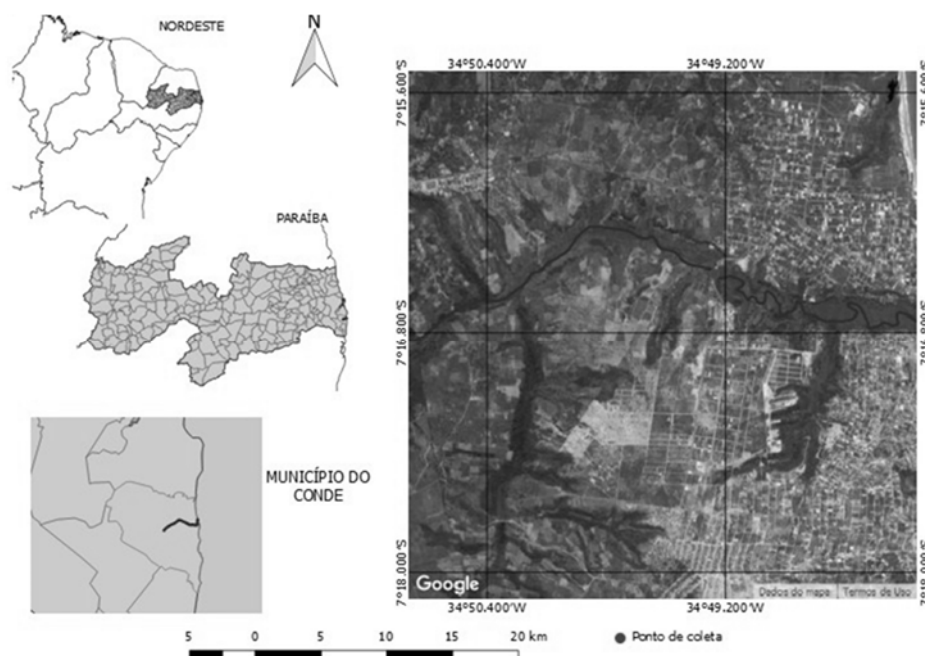 NORDESTE
N
PARAÍBA
MUNICÍPIO DO
CONDE
34°50.400'W
34°49.200'W
7°15.600'S
7°15.600'S
7°16.800'S
7°16.800'S
7°18.000'S
7°18.000'S
Google
Dados do mapa
Termos de Uso
34°50.400'W
34°49.200'W
5
0
5
10
15
20 km
Ponto de coleta